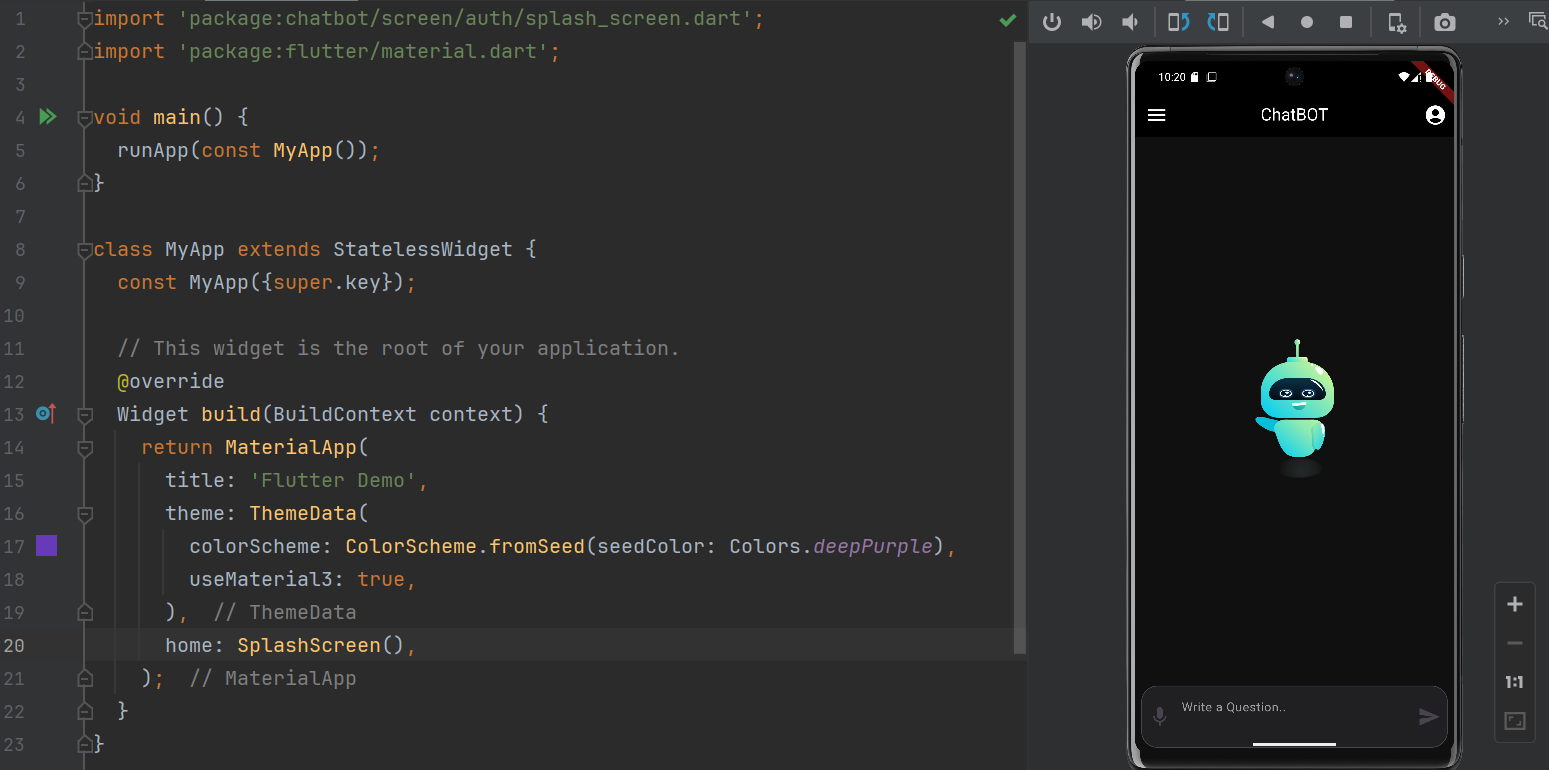 1 import 'package:chatbot/screen/auth/splash_screen.dart';
2 import 'package:flutter/material.dart';
3
4 void main() {
5   runApp(const MyApp());
6 }
7
8 class MyApp extends StatelessWidget {
9   const MyApp({super.key});
10
11   // This widget is the root of your application.
12   @override
13   Widget build(BuildContext context) {
14     return MaterialApp(
15       title: 'Flutter Demo',
16       theme: ThemeData(
17         colorScheme: ColorScheme.fromSeed(seedColor: Colors.deepPurple),
18         useMaterial3: true,
19       ),  // ThemeData
20       home: SplashScreen(),
21     );  // MaterialApp
22   }
23 }
10:20
DEBUG
ChatBOT
Write a Question..
1:1